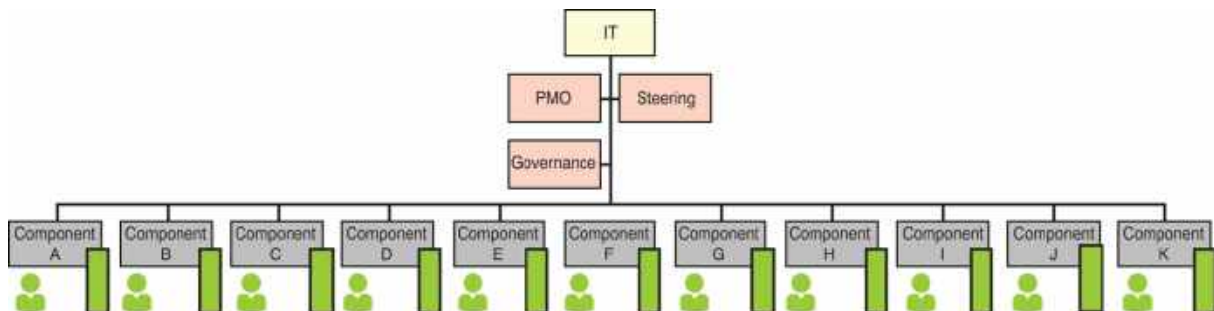 IT
PMO
Steering
Governance
Component
A
Component
B
Component
C
Component
D
Component
E
Component
F
Component
G
Component
H
Component
I
Component
J
Component
K